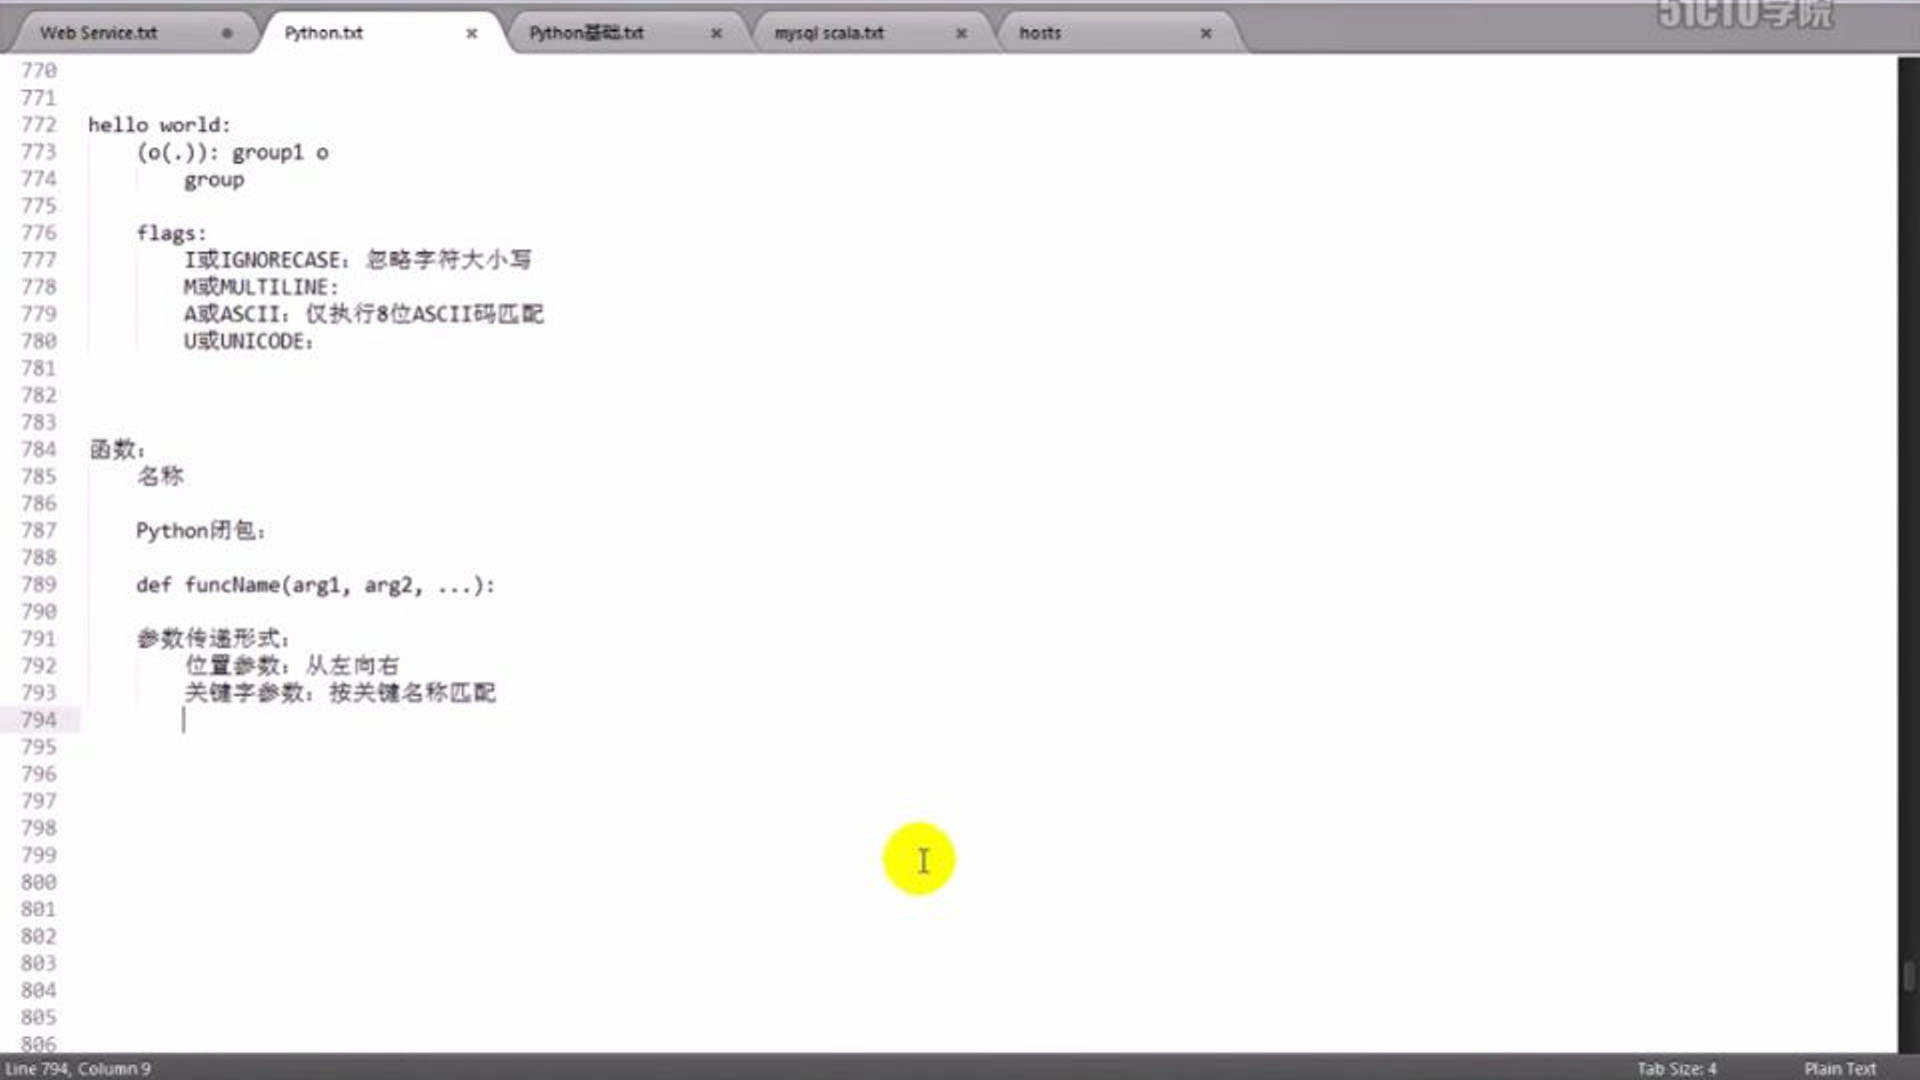 51CTO学院
Web Service.txt
Python.txt
Python基础.txt
mysql scala.txt
hosts
770
771
772 hello world:
773 (o(.)): group1 o
774 group
775
776 flags:
777 I或IGNORECASE：忽略字符大小写
778 M或MULTILINE:
779 A或ASCII：仅执行8位ASCII码匹配
780 U或UNICODE：
781
782
783
784 函数：
785 名称
786
787 Python闭包：
788
789 def funcName(arg1, arg2, ...):
790
791 参数传递形式：
792 位置参数：从左向右
793 关键字参数：按关键名称匹配
794
795
796
797
798
799
800
801
802
803
804
805
806
Line 794, Column 9
Tab Size: 4
Plain Text